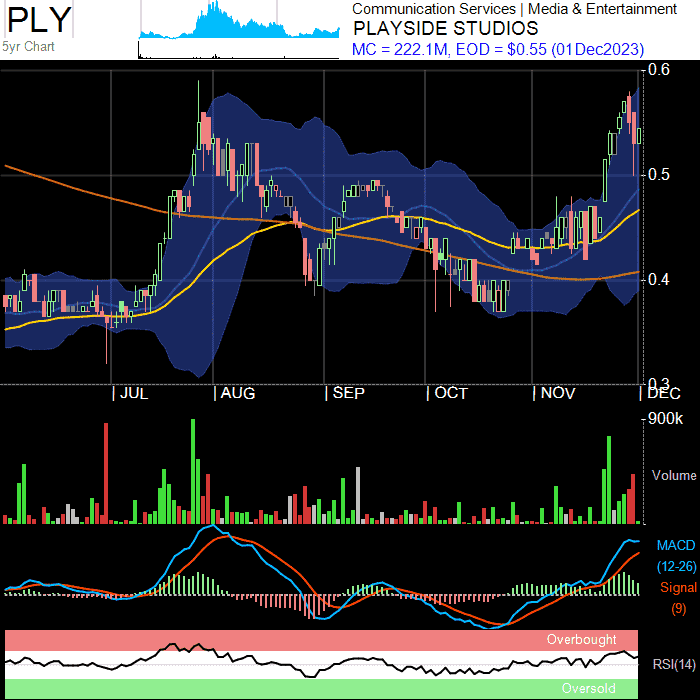 PLY
5yr Chart
Communication Services | Media & Entertainment
PLAYSIDE STUDIOS
MC = 222.1M, EOD = $0.55 (01Dec2023)
0.6
0.5
0.4
0.3
| JUL
| AUG
| SEP
| OCT
| NOV
| DEC
900k
Volume
MACD
(12-26)
Signal
(9)
Overbought
RSI(14)
Oversold